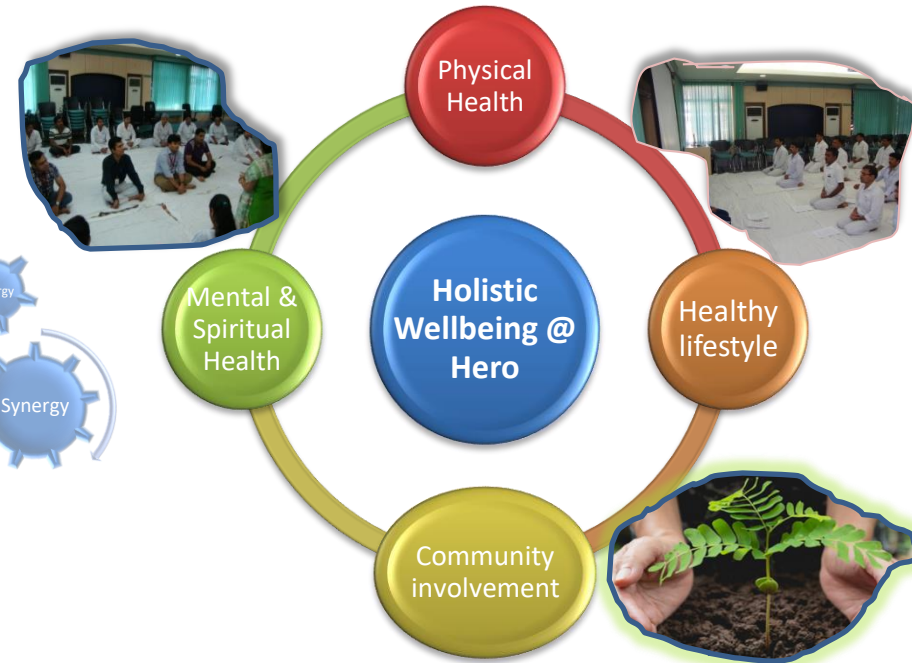 Physical
Health
Mental &
Spiritual
Health
Holistic
Wellbeing @
Hero
Healthy
lifestyle
Synergy
Community
involvement